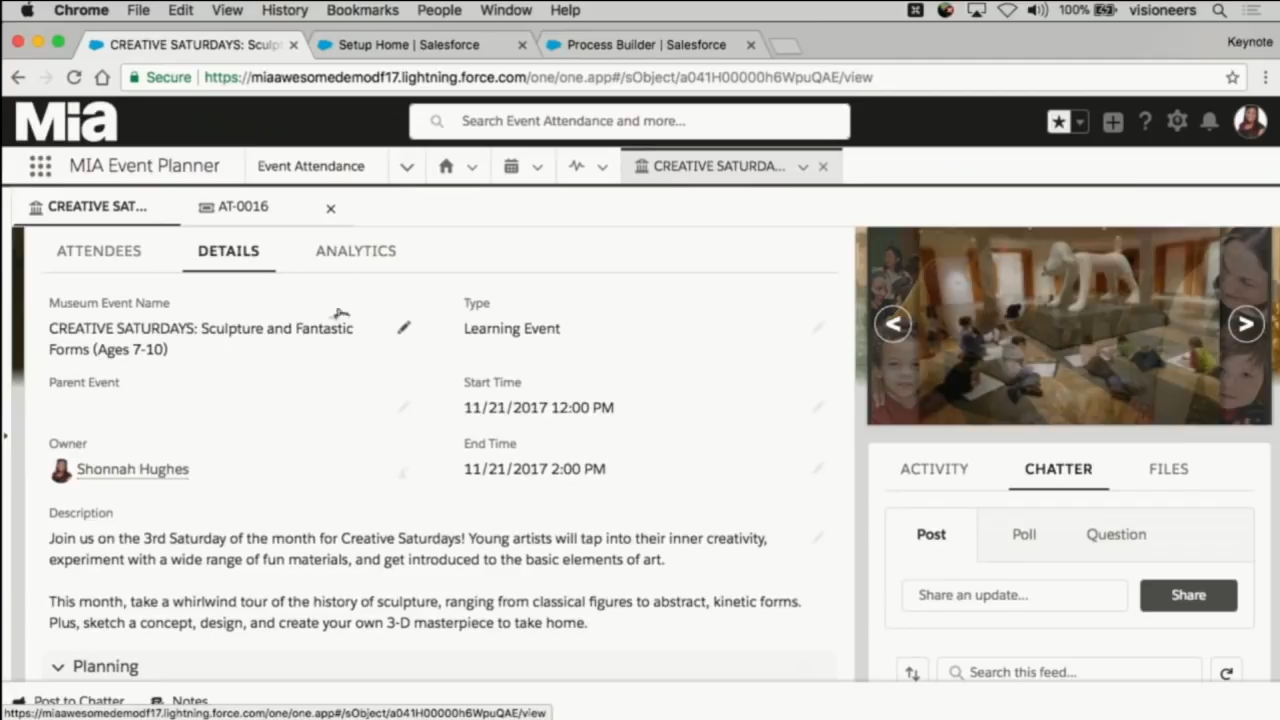 Chrome File Edit View History Bookmarks People Window Help 100% visioneers
CREATIVE SATURDAYS: Sculpt Setup Home | Salesforce Process Builder | Salesforce Keynote
Secure https://miaawesomedemodf17.lightning.force.com/one/one.app#/sObject/a041H00000h6WpuQAE/view
Mia Search Event Attendance and more...
MIA Event Planner Event Attendance CREATIVE SATURDA...
CREATIVE SAT... AT-0016
ATTENDEES DETAILS ANALYTICS
Museum Event Name Type
CREATIVE SATURDAYS: Sculpture and Fantastic Learning Event
Forms (Ages 7-10)
Parent Event Start Time
11/21/2017 12:00 PM
Owner End Time
Shonnah Hughes 11/21/2017 2:00 PM
Description
Join us on the 3rd Saturday of the month for Creative Saturdays! Young artists will tap into their inner creativity,
experiment with a wide range of fun materials, and get introduced to the basic elements of art.
This month, take a whirlwind tour of the history of sculpture, ranging from classical figures to abstract, kinetic forms.
Plus, sketch a concept, design, and create your own 3-D masterpiece to take home.
Planning
ACTIVITY CHATTER FILES
Post Poll Question
Share an update... Share
Search this feed...
Post to Chatter Notes
https://miaawesomedemodf17.lightning.force.com/one/one.app#/sObject/a041H00000h6WpuQAE/view